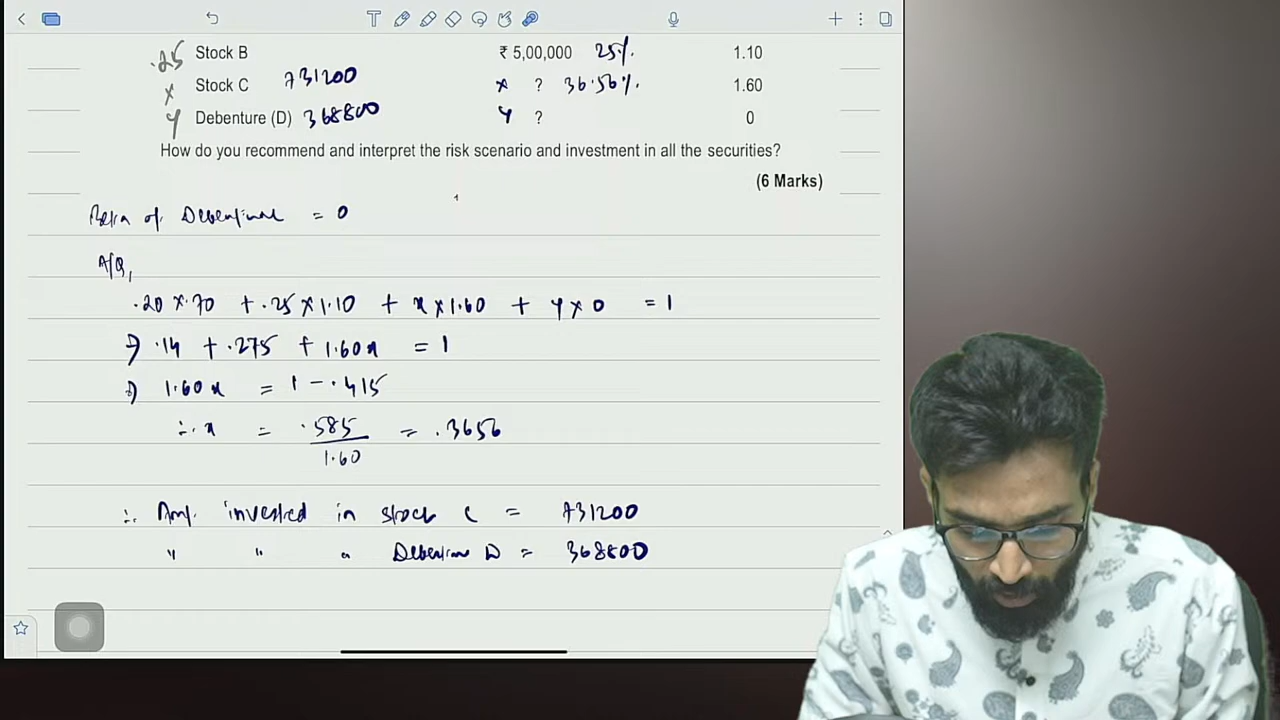 .25 Stock B ₹ 5,00,000 25% 1.10
x Stock C 731200 x ? 36.56% 1.60
y Debenture (D) 368800 y ? 0
How do you recommend and interpret the risk scenario and investment in all the securities?
(6 Marks)
Beta of Debenture = 0
A/Q,
.20 x .70 + .25 x 1.10 + x x 1.60 + y x 0 = 1
⇒ .14 + .275 + 1.60x = 1
⇒ 1.60x = 1 - .415
∴ x = .585 / 1.60 = .3656
∴ Amt. invested in stock C = 731200
" " " Debenture D = 368800